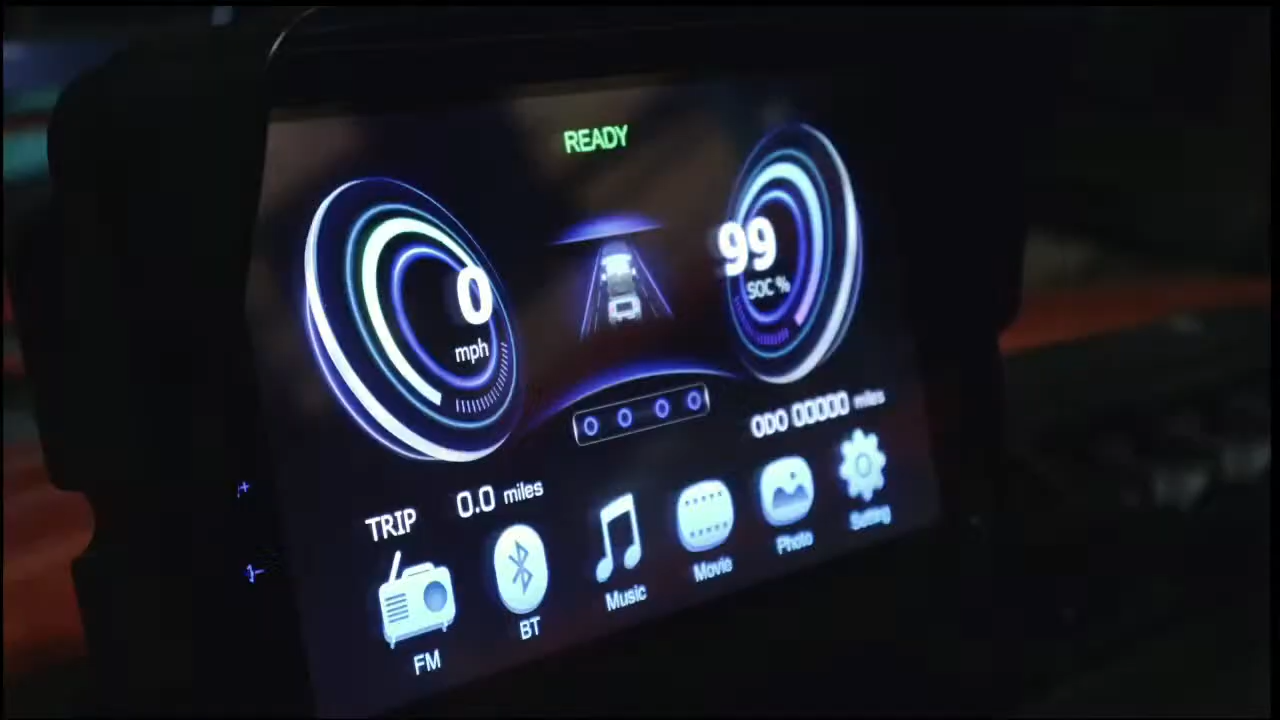 READY
0
mph
99
SOC %
ODO 00000 miles
TRIP 0.0 miles
FM
BT
Music
Movie
Photo
Setting